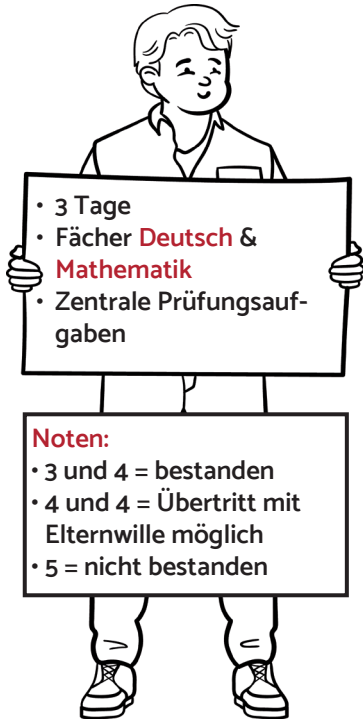 • 3 Tage
• Fächer Deutsch &
Mathematik
• Zentrale Prüfungsauf-
gaben
Noten:
• 3 und 4 = bestanden
• 4 und 4 = Übertritt mit
Elternwille möglich
• 5 = nicht bestanden